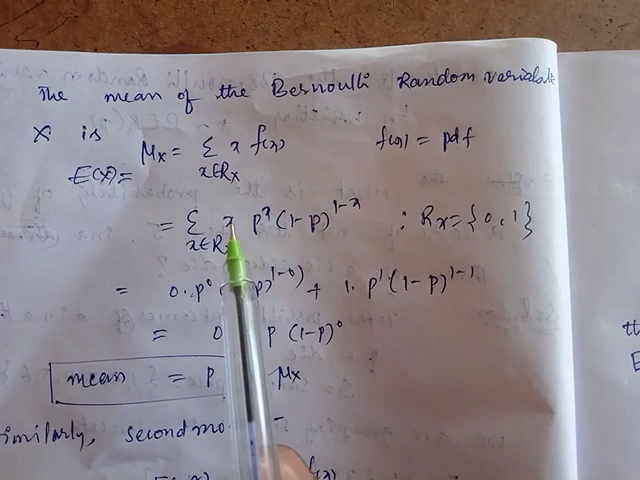 The mean of the Bernoulli Random variable
X is μx = Σ x f(x) f(x) = pdf
E(X) = x∈Rx
= Σ x p^x (1-p)^1-x : Rx = {0, 1}
x∈R
= 0. p^0 p)^1-0) + 1. p^1 (1-p)^1-1
= 0 p (1-p)^0
mean = p μx
similarly, second mo